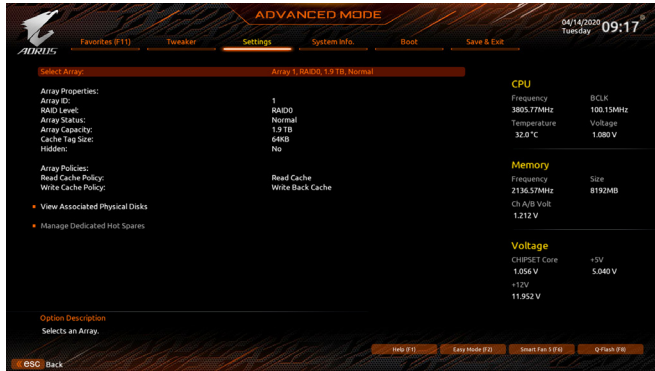 ADVANCED MODE
04/14/2020 Tuesday 09:17
AORUS
Favorites (F11) Tweaker Settings System Info. Boot Save & Exit
Select Array: Array 1, RAID0, 1.9 TB, Normal
Array Properties:
Array ID: 1
RAID Level: RAID0
Array Status: Normal
Array Capacity: 1.9 TB
Cache Tag Size: 64KB
Hidden: No
Array Policies:
Read Cache Policy: Read Cache
Write Cache Policy: Write Back Cache
View Associated Physical Disks
Manage Dedicated Hot Spares
CPU
Frequency BCLK
3805.77MHz 100.15MHz
Temperature Voltage
32.0 °C 1.080 V
Memory
Frequency Size
2136.57MHz 8192MB
Ch A/B Volt
1.212 V
Voltage
CHIPSET Core +5V
1.056 V 5.040 V
+12V
11.952 V
Option Description
Selects an Array.
Help (F1) Easy Mode (F2) Smart Fan 5 (F6) Q-Flash (F8)
esc Back